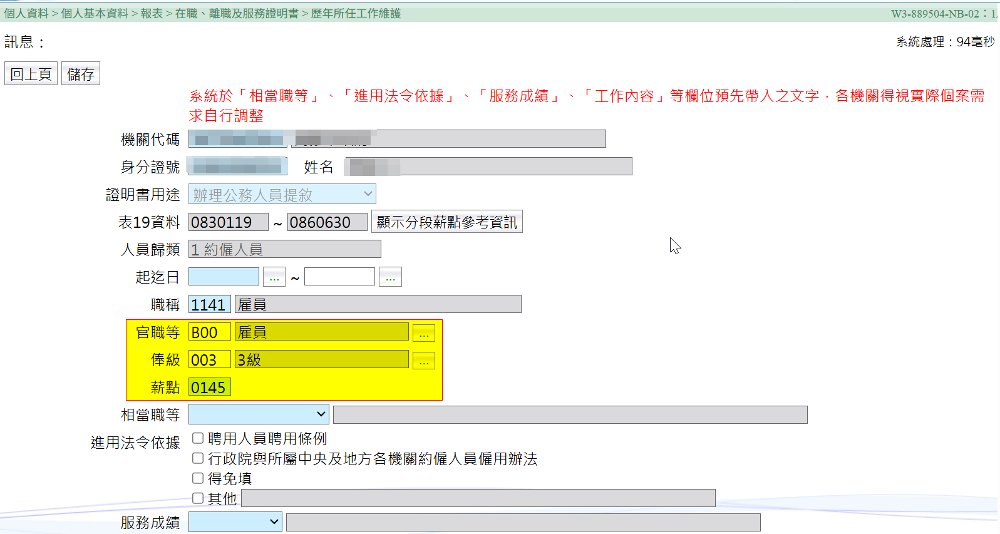 個人資料 > 個人基本資料 > 報表 > 在職、離職及服務證明書 > 歷年所任工作維護 W3-889504-NB-02：1
訊息： 系統處理：94毫秒
回上頁 儲存
系統於「相當職等」、「進用法令依據」、「服務成績」、「工作內容」等欄位預先帶入之文字，各機關得視實際個案需
求自行調整
機關代碼
身分證號 姓名
證明書用途 辦理公務人員提敘
表19資料 0830119 ~ 0860630 顯示分段薪點參考資訊
人員歸類 1 約僱人員
起迄日 ... ~ ...
職稱 1141 雇員
官職等 B00 雇員 ...
俸級 003 3級 ...
薪點 0145
相當職等
進用法令依據 聘用人員聘用條例
行政院與所屬中央及地方各機關約僱人員僱用辦法
得免填
其他
服務成績